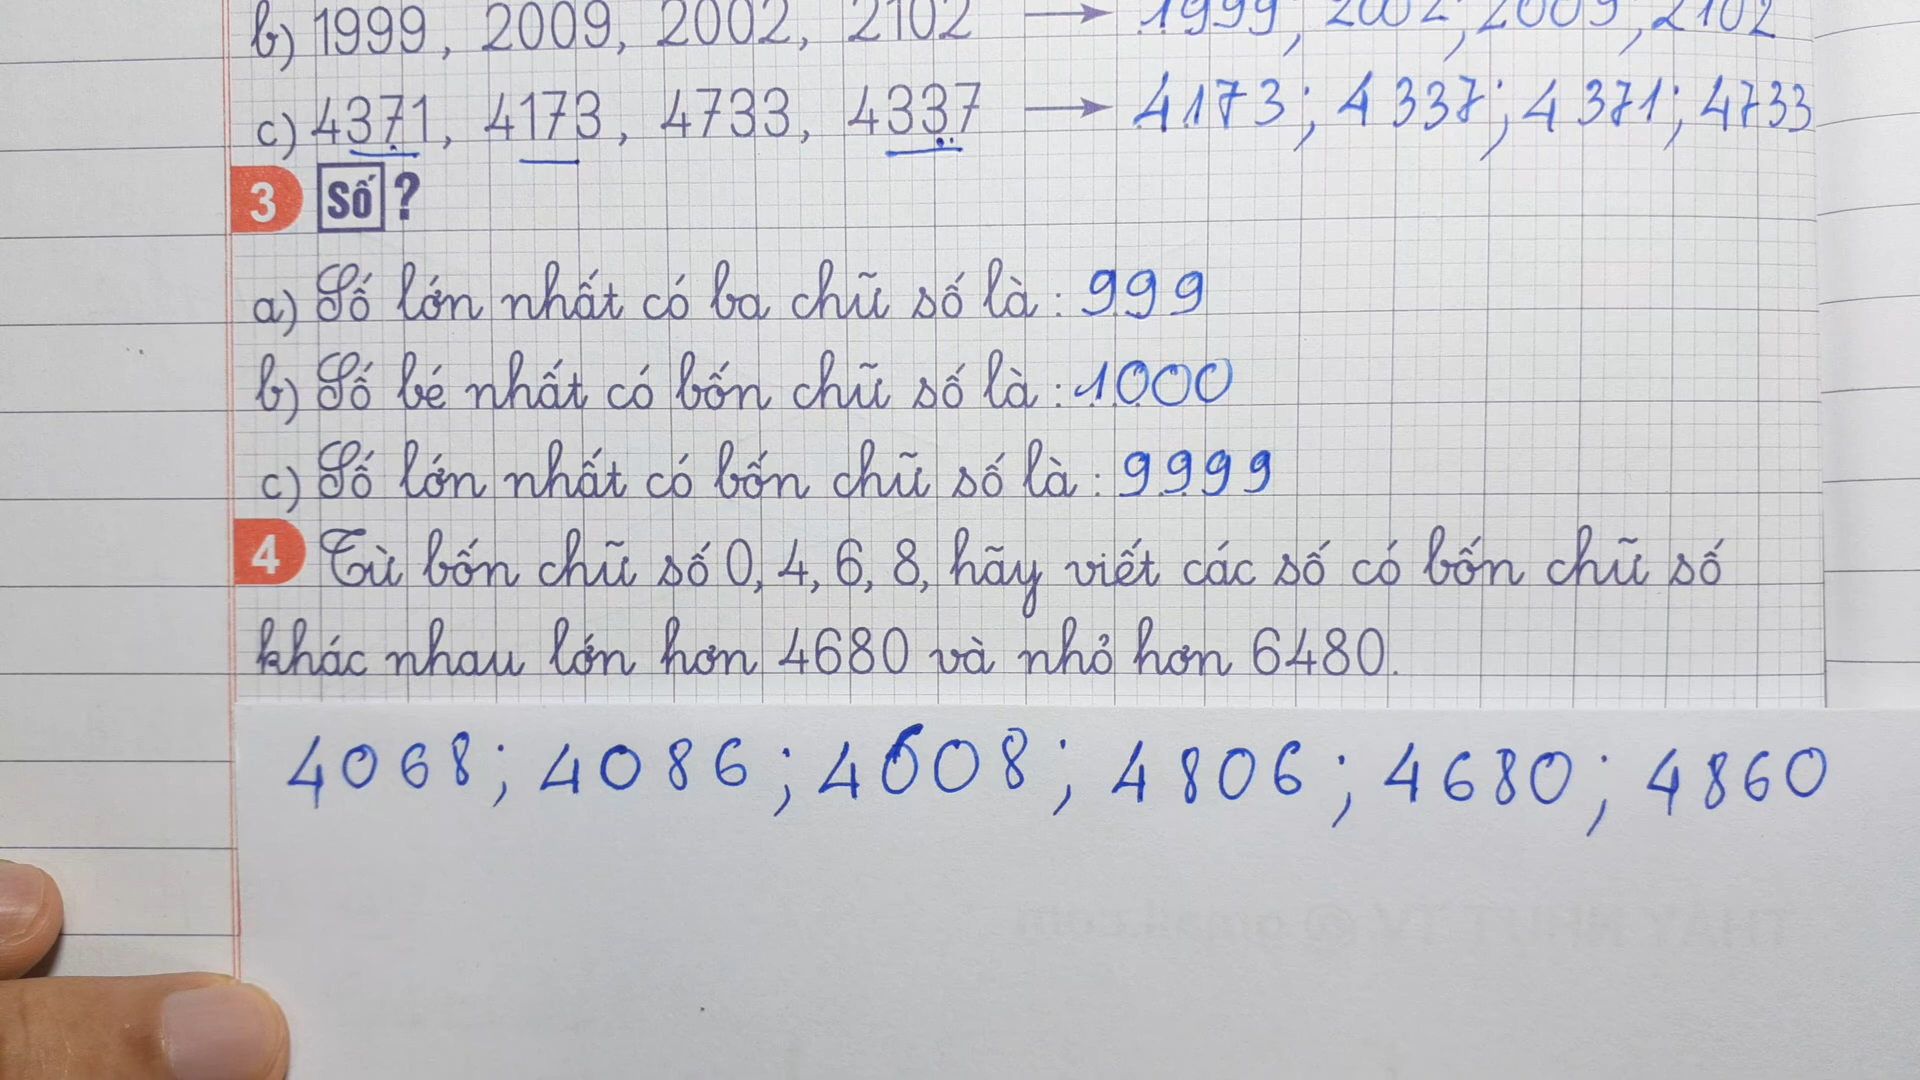 b) 1999, 2009, 2002, 2102 → 1999; 2002; 2009; 2102
c) 4371, 4173, 4733, 4337 → 4173; 4337; 4371; 4733
3 Số ?
a) Số lớn nhất có ba chữ số là: 999
b) Số bé nhất có bốn chữ số là: 1000
c) Số lớn nhất có bốn chữ số là: 9999
4 Từ bốn chữ số 0, 4, 6, 8, hãy viết các số có bốn chữ số
khác nhau lớn hơn 4680 và nhỏ hơn 6480.
4068; 4086; 4608; 4806; 4680; 4860